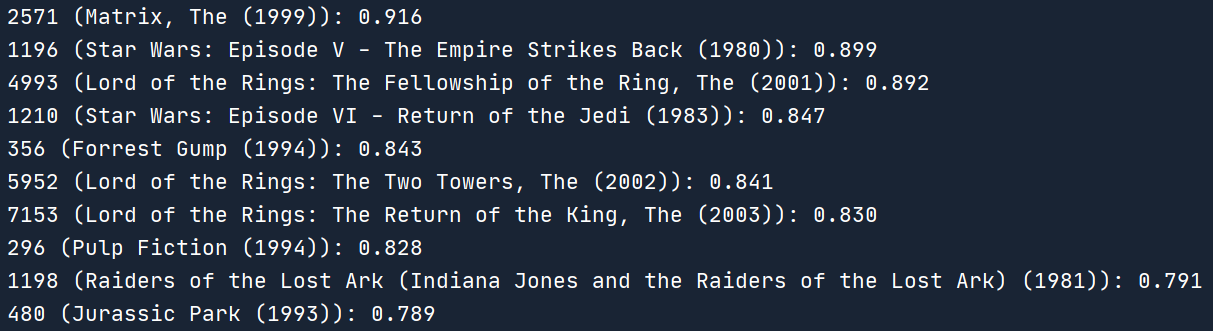 2571 (Matrix, The (1999)): 0.916
1196 (Star Wars: Episode V - The Empire Strikes Back (1980)): 0.899
4993 (Lord of the Rings: The Fellowship of the Ring, The (2001)): 0.892
1210 (Star Wars: Episode VI - Return of the Jedi (1983)): 0.847
356 (Forrest Gump (1994)): 0.843
5952 (Lord of the Rings: The Two Towers, The (2002)): 0.841
7153 (Lord of the Rings: The Return of the King, The (2003)): 0.830
296 (Pulp Fiction (1994)): 0.828
1198 (Raiders of the Lost Ark (Indiana Jones and the Raiders of the Lost Ark) (1981)): 0.791
480 (Jurassic Park (1993)): 0.789